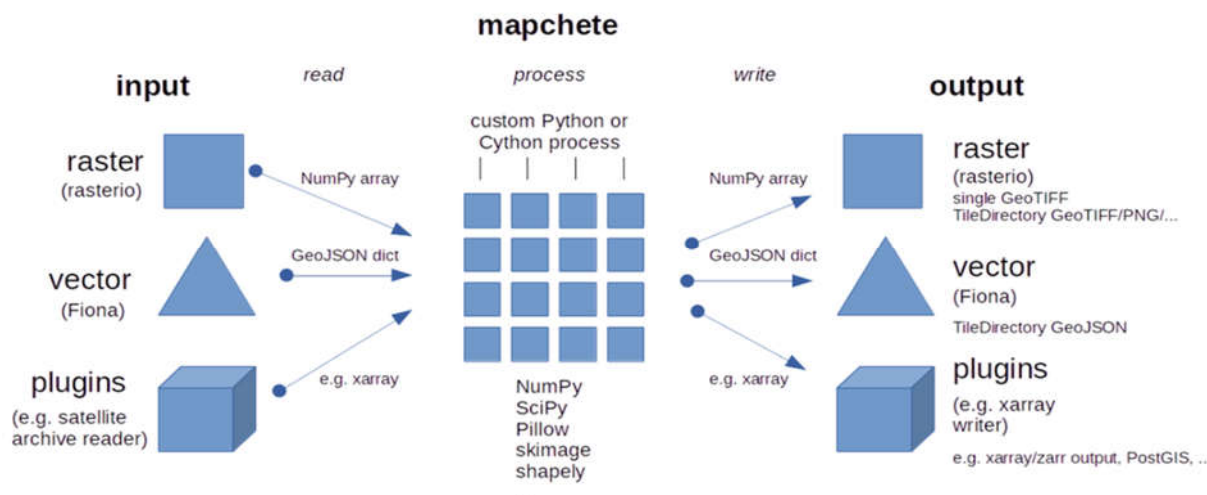 mapchete
input
read
process
write
output
custom Python or
Cython process
raster
(rasterio)
NumPy array
NumPy array
raster
(rasterio)
single GeoTIFF
TileDirectory GeoTIFF/PNG/...
vector
(Fiona)
GeoJSON dict
GeoJSON dict
vector
(Fiona)
TileDirectory GeoJSON
plugins
(e.g. satellite
archive reader)
e.g. xarray
NumPy
SciPy
Pillow
skimage
shapely
e.g. xarray
plugins
(e.g. xarray
writer)
e.g. xarray/zarr output, PostGIS, ..